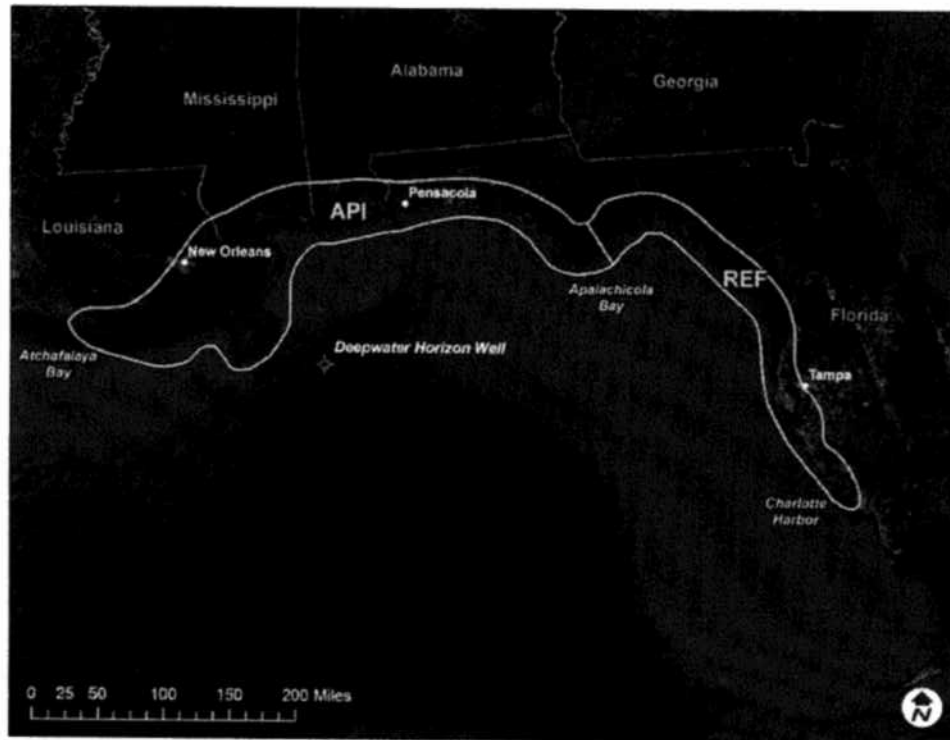 Alabama
Georgia
Mississippi
Pensacola
API
Louisiana
New Orleans
REF
Apalachicola
Bay
Florida
Deepwater Horizon Well
Atchafalaya
Bay
Tampa
Charlotte
Harbor
0 25 50 100 150 200 Miles
N